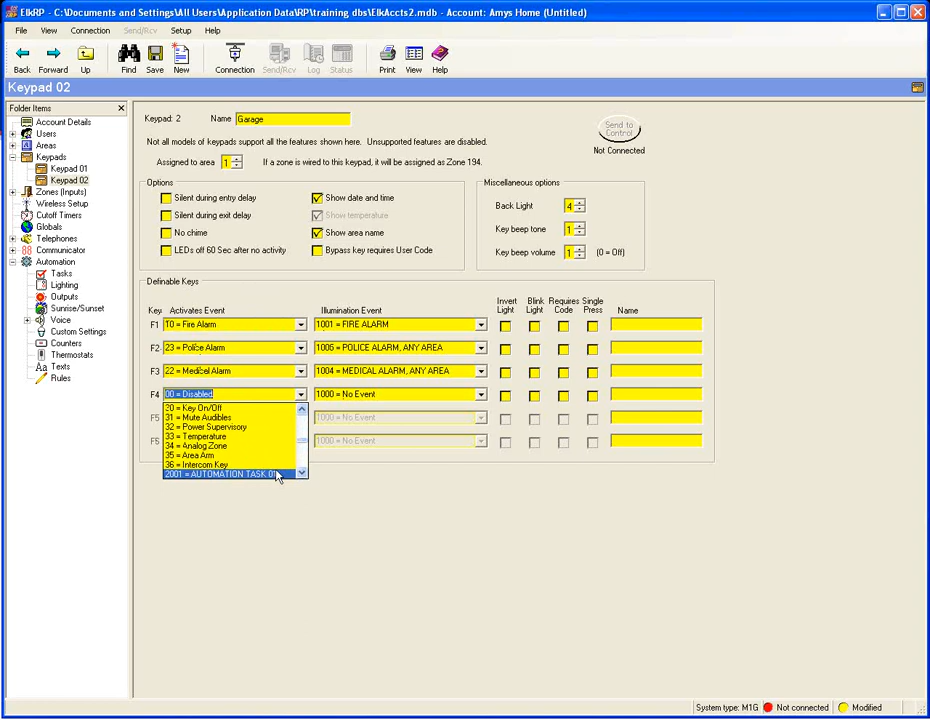 ElkRP - C:\Documents and Settings\All Users\Application Data\RP\training dbs\ElkAccts2.mdb - Account: Amys Home (Untitled)
File View Connection Send/Rcv Setup Help
Back Forward Up Find Save New Connection Send/Rcv Log Status Print View Help
Keypad 02
Folder Items
Account Details
Users
Areas
Keypads
Keypad 01
Keypad 02
Zones (Inputs)
Wireless Setup
Cutoff Timers
Globals
Telephones
Communicator
Automation
Tasks
Lighting
Outputs
Sunrise/Sunset
Voice
Custom Settings
Counters
Thermostats
Texts
Rules
Keypad: 2 Name Garage
Send to Control
Not Connected
Not all models of keypads support all the features shown here. Unsupported features are disabled.
Assigned to area 1 If a zone is wired to this keypad, it will be assigned as Zone 194.
Options
Silent during entry delay Show date and time
Silent during exit delay Show temperature
No chime Show area name
LEDs off 60 Sec after no activity Bypass key requires User Code
Miscellaneous options
Back Light 4
Key beep tone 1
Key beep volume 1 (0 = Off)
Definable Keys
Key Activates Event Illumination Event Invert Light Blink Light Requires Code Single Press Name
F1 10 = Fire Alarm 1001 = FIRE ALARM
F2 23 = Police Alarm 1005 = POLICE ALARM, ANY AREA
F3 22 = Medical Alarm 1004 = MEDICAL ALARM, ANY AREA
F4 00 = Disabled 1000 = No Event
F5 1000 = No Event
F5 1000 = No Event
20 = Key On/Off
31 = Mute Audibles
32 = Power Supervisory
33 = Temperature
34 = Analog Zone
35 = Area Arm
36 = Intercom Key
2001 = AUTOMATION TASK 01
System type: M1G Not connected Modified